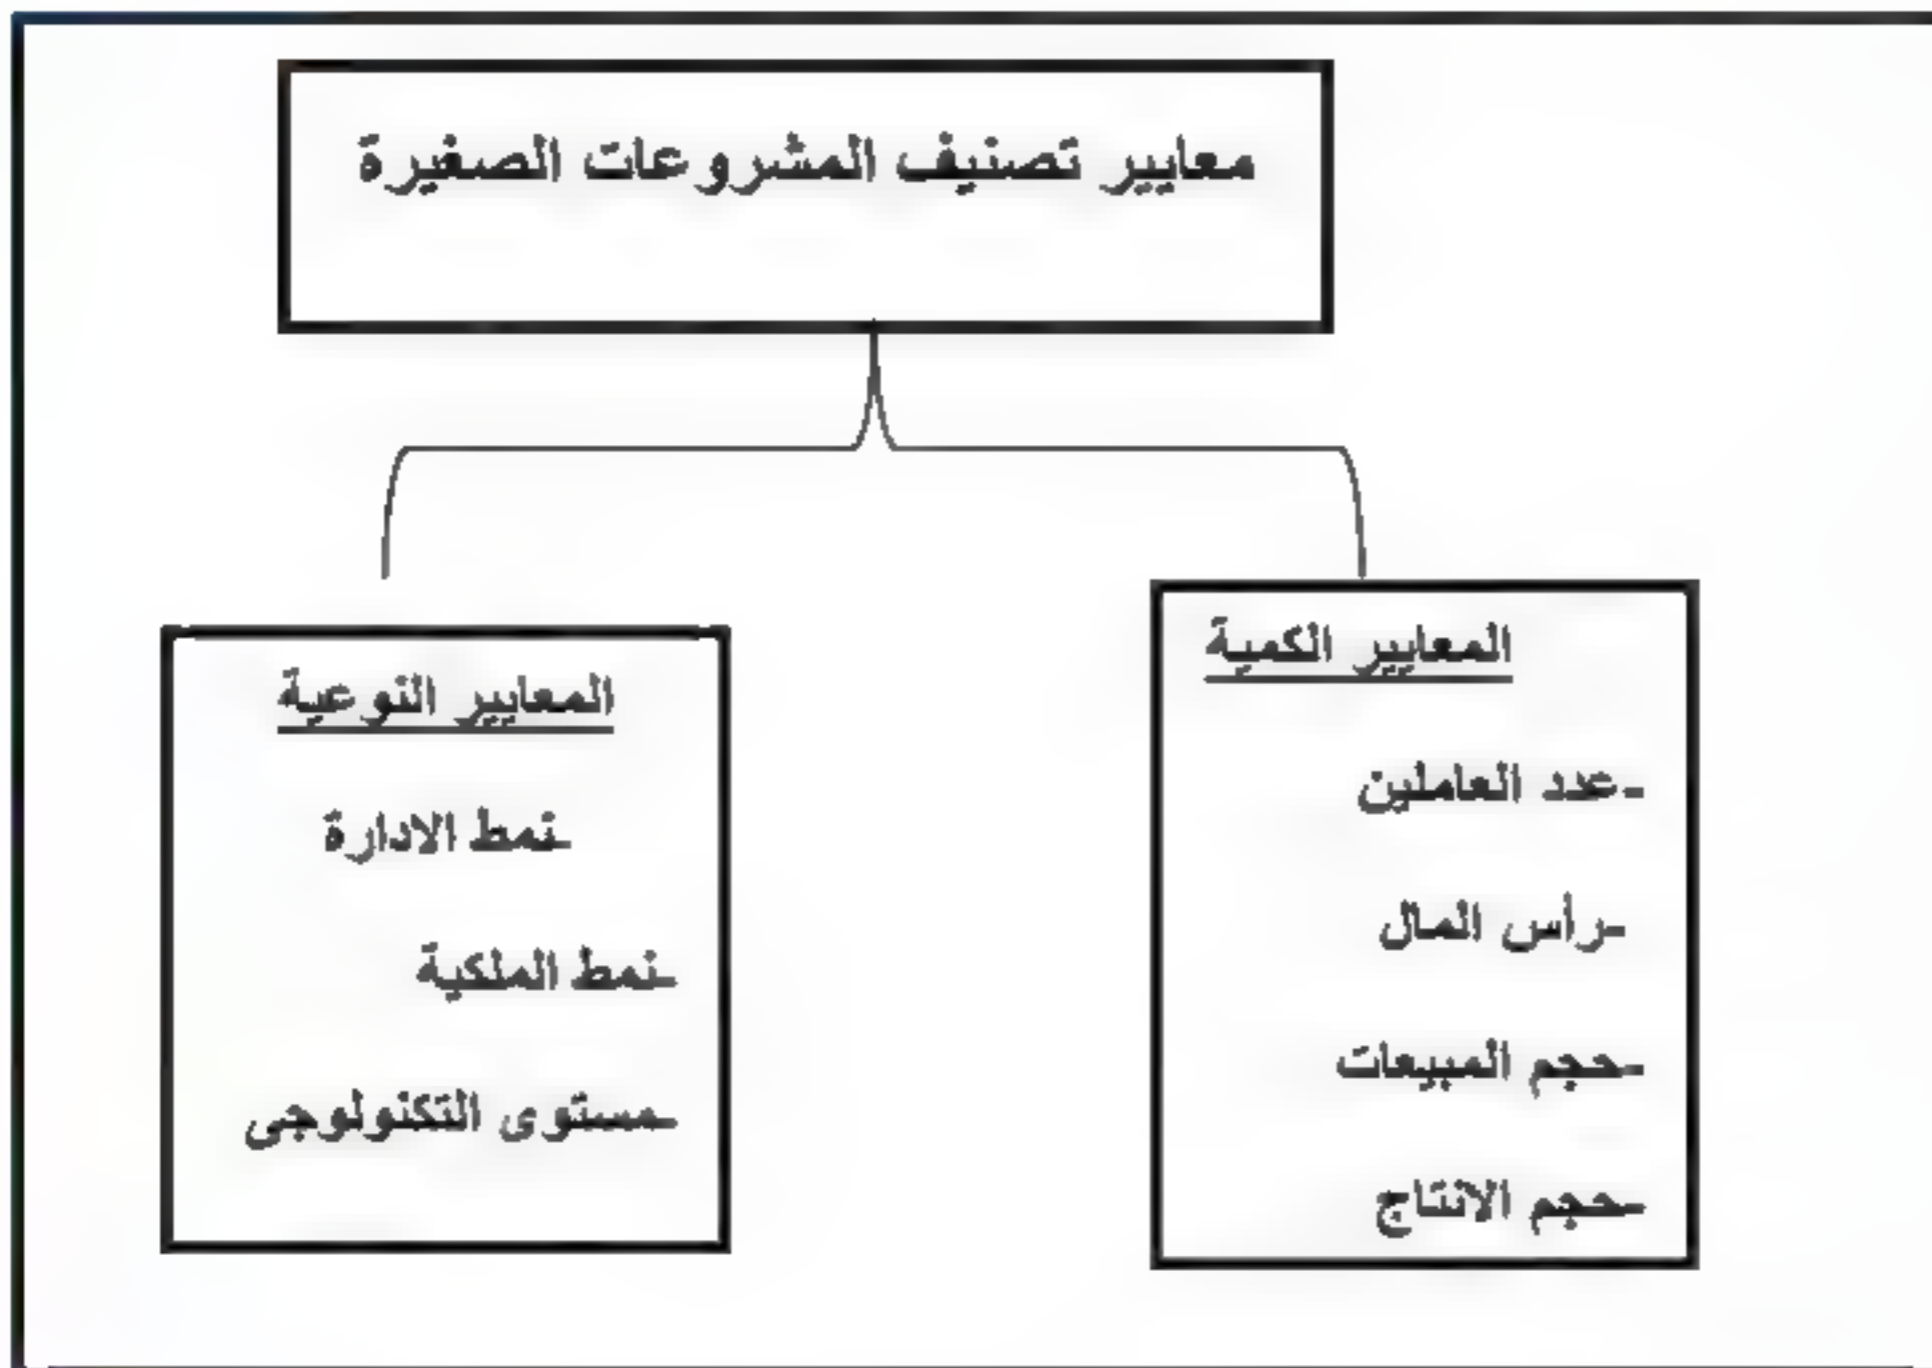 معايير تصنيف المشروعات الصغيرة
المعايير الكمية
-عدد العاملين
-رأس المال
-حجم المبيعات
-حجم الانتاج
المعايير النوعية
-نمط الادارة
-نمط الملكية
-مستوى التكنولوجى